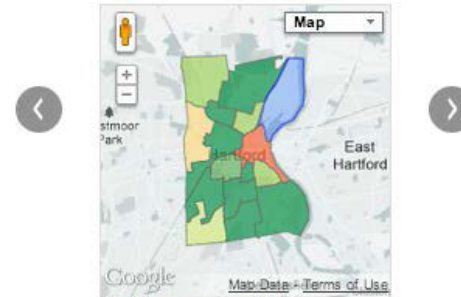 Map
+
−
stmoor
Park
Hartford
East
Hartford
Google
Map Data - Terms of Use